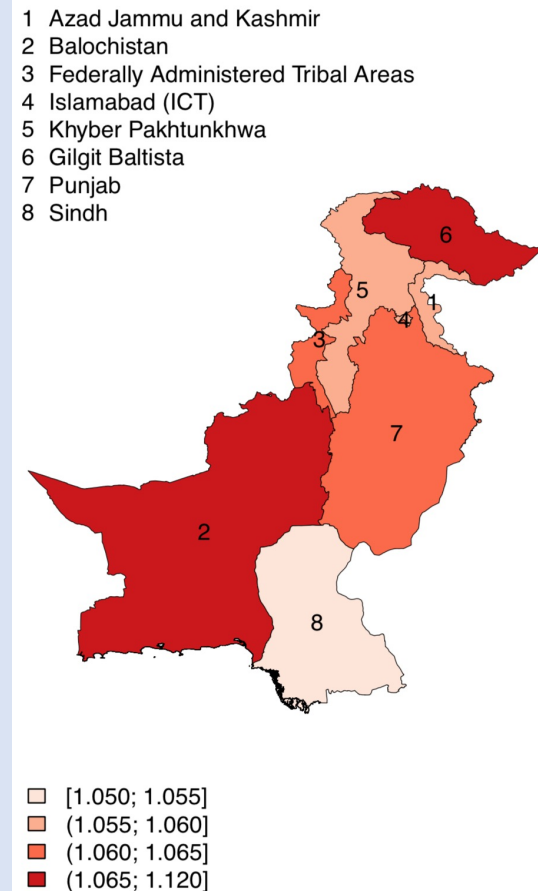 1 Azad Jammu and Kashmir
2 Balochistan
3 Federally Administered Tribal Areas
4 Islamabad (ICT)
5 Khyber Pakhtunkhwa
6 Gilgit Baltista
7 Punjab
8 Sindh
6
5
1
4
3
7
2
8
[1.050; 1.055]
(1.055; 1.060]
(1.060; 1.065]
(1.065; 1.120]